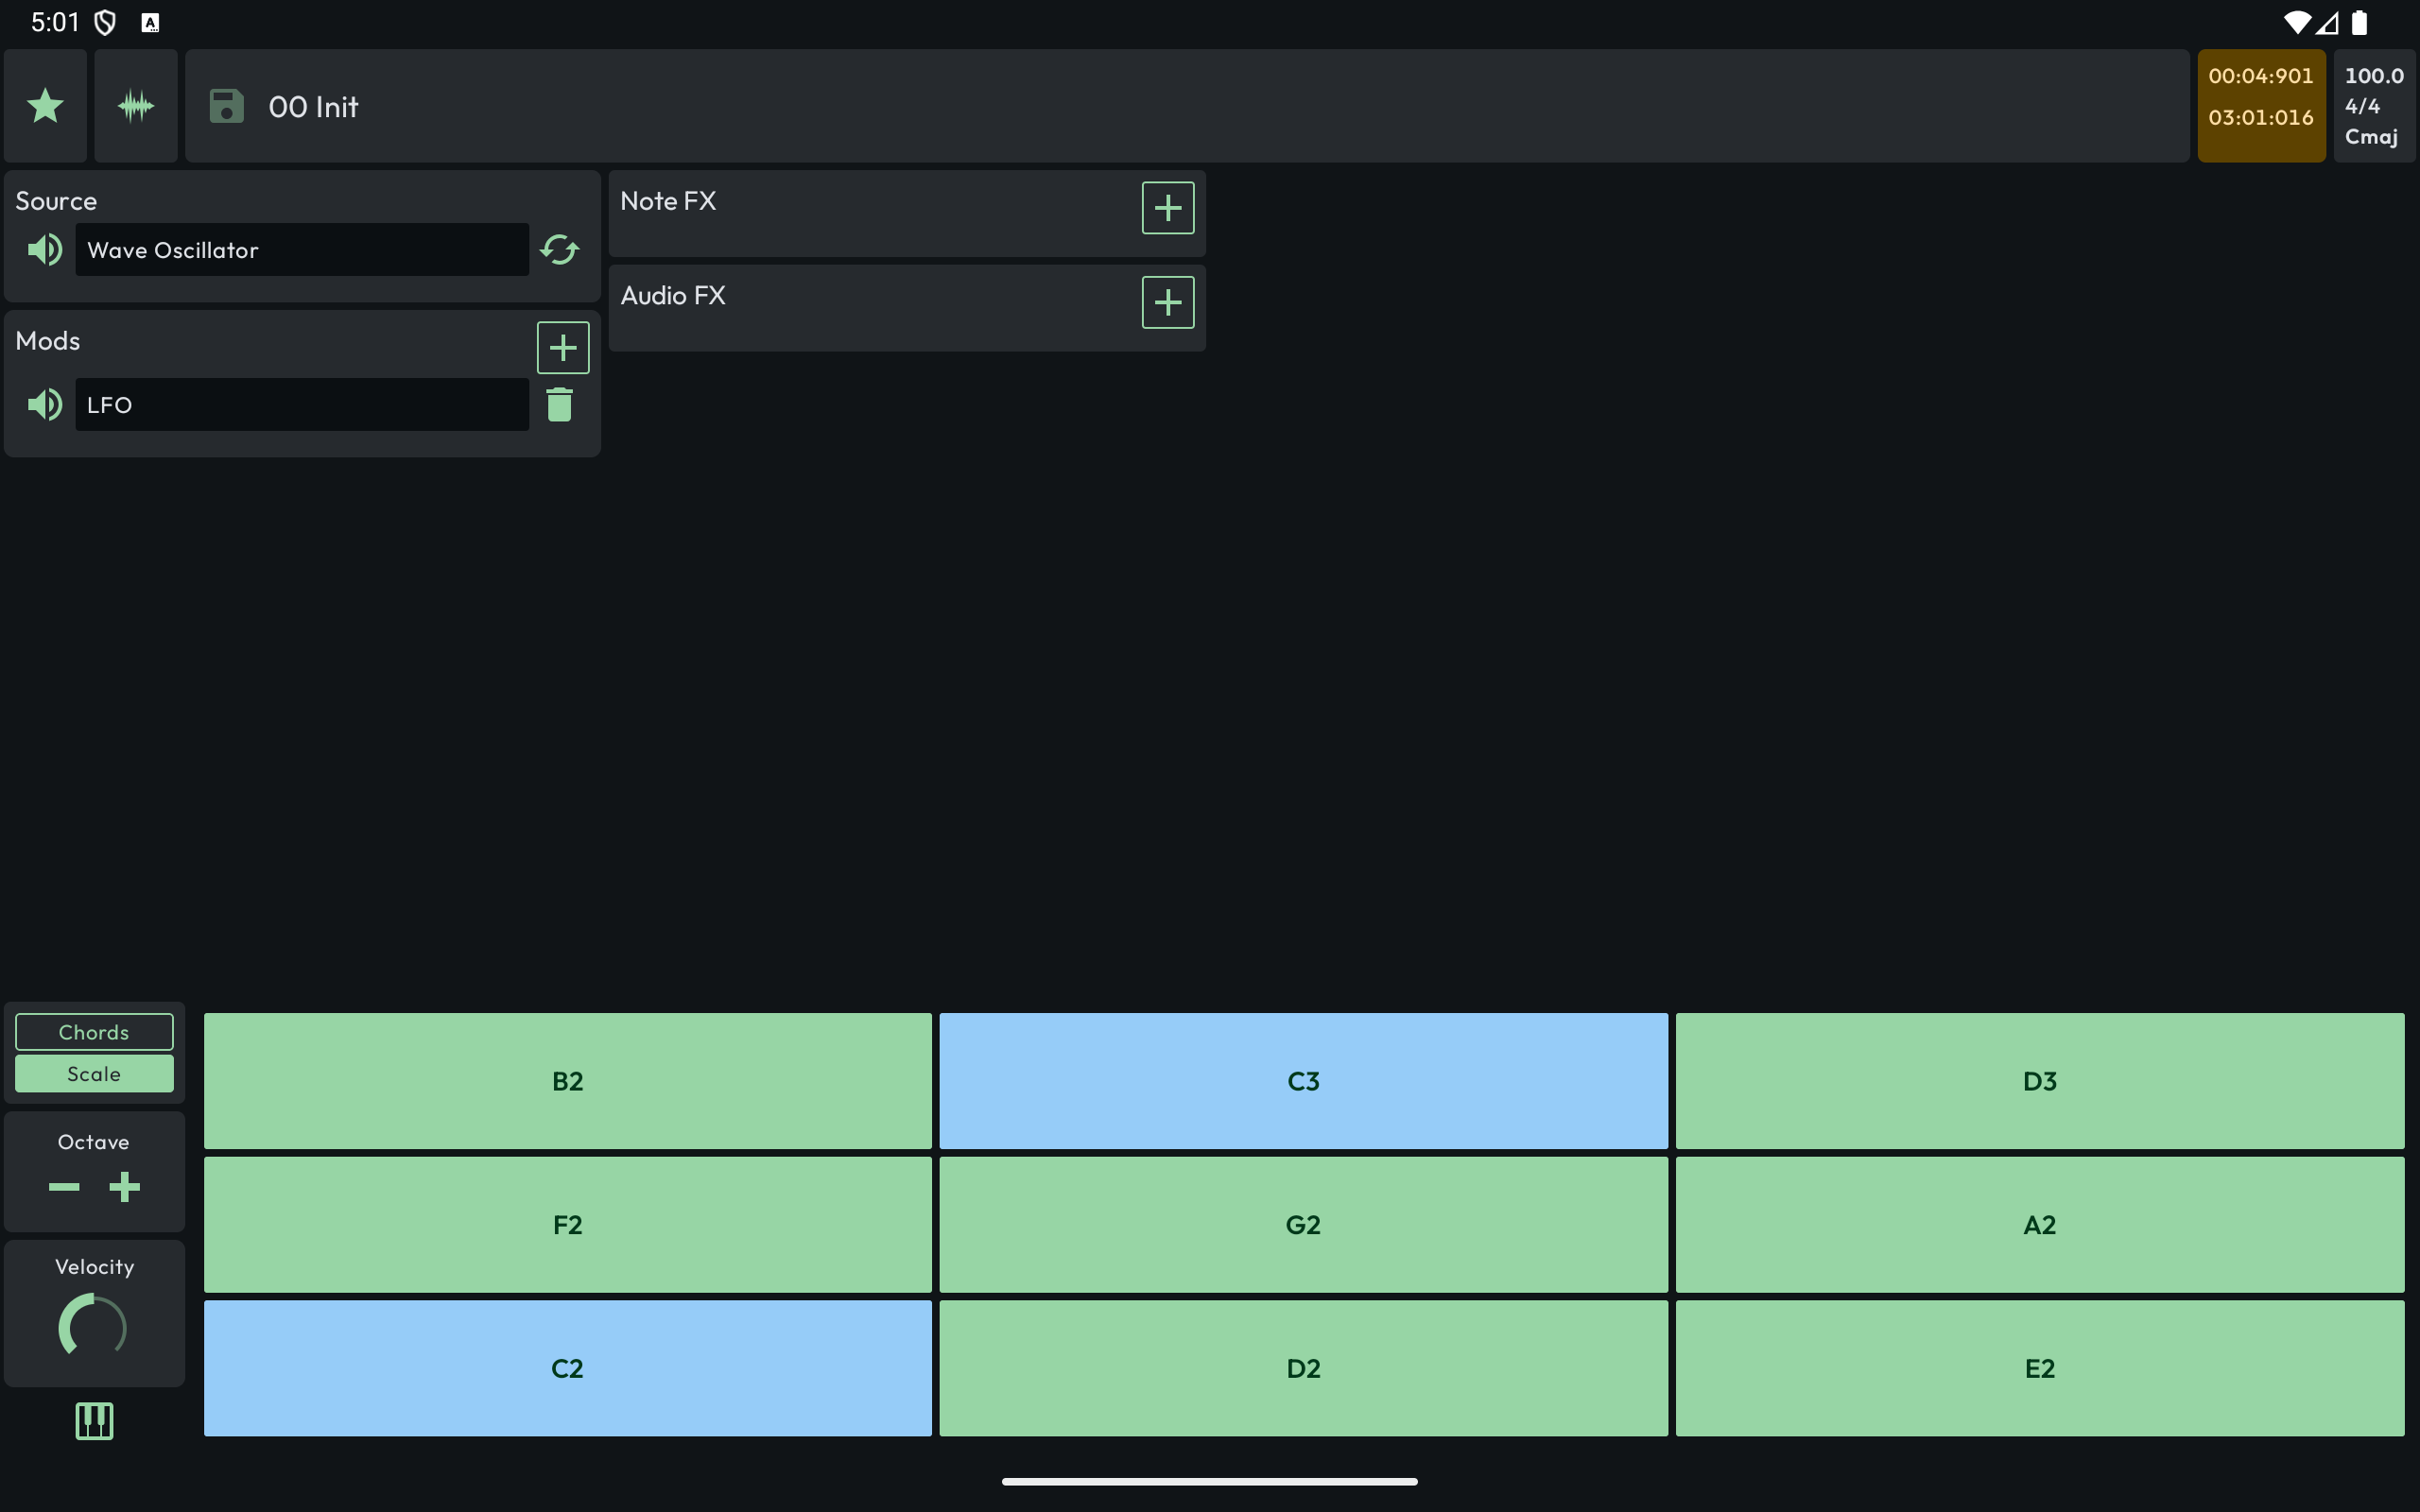 5:01
00 Init
00:04:901
03:01:016
100.0
4/4
Cmaj
Source
Wave Oscillator
Mods
LFO
Note FX
Audio FX
Chords
Scale
Octave
Velocity
B2
C3
D3
F2
G2
A2
C2
D2
E2